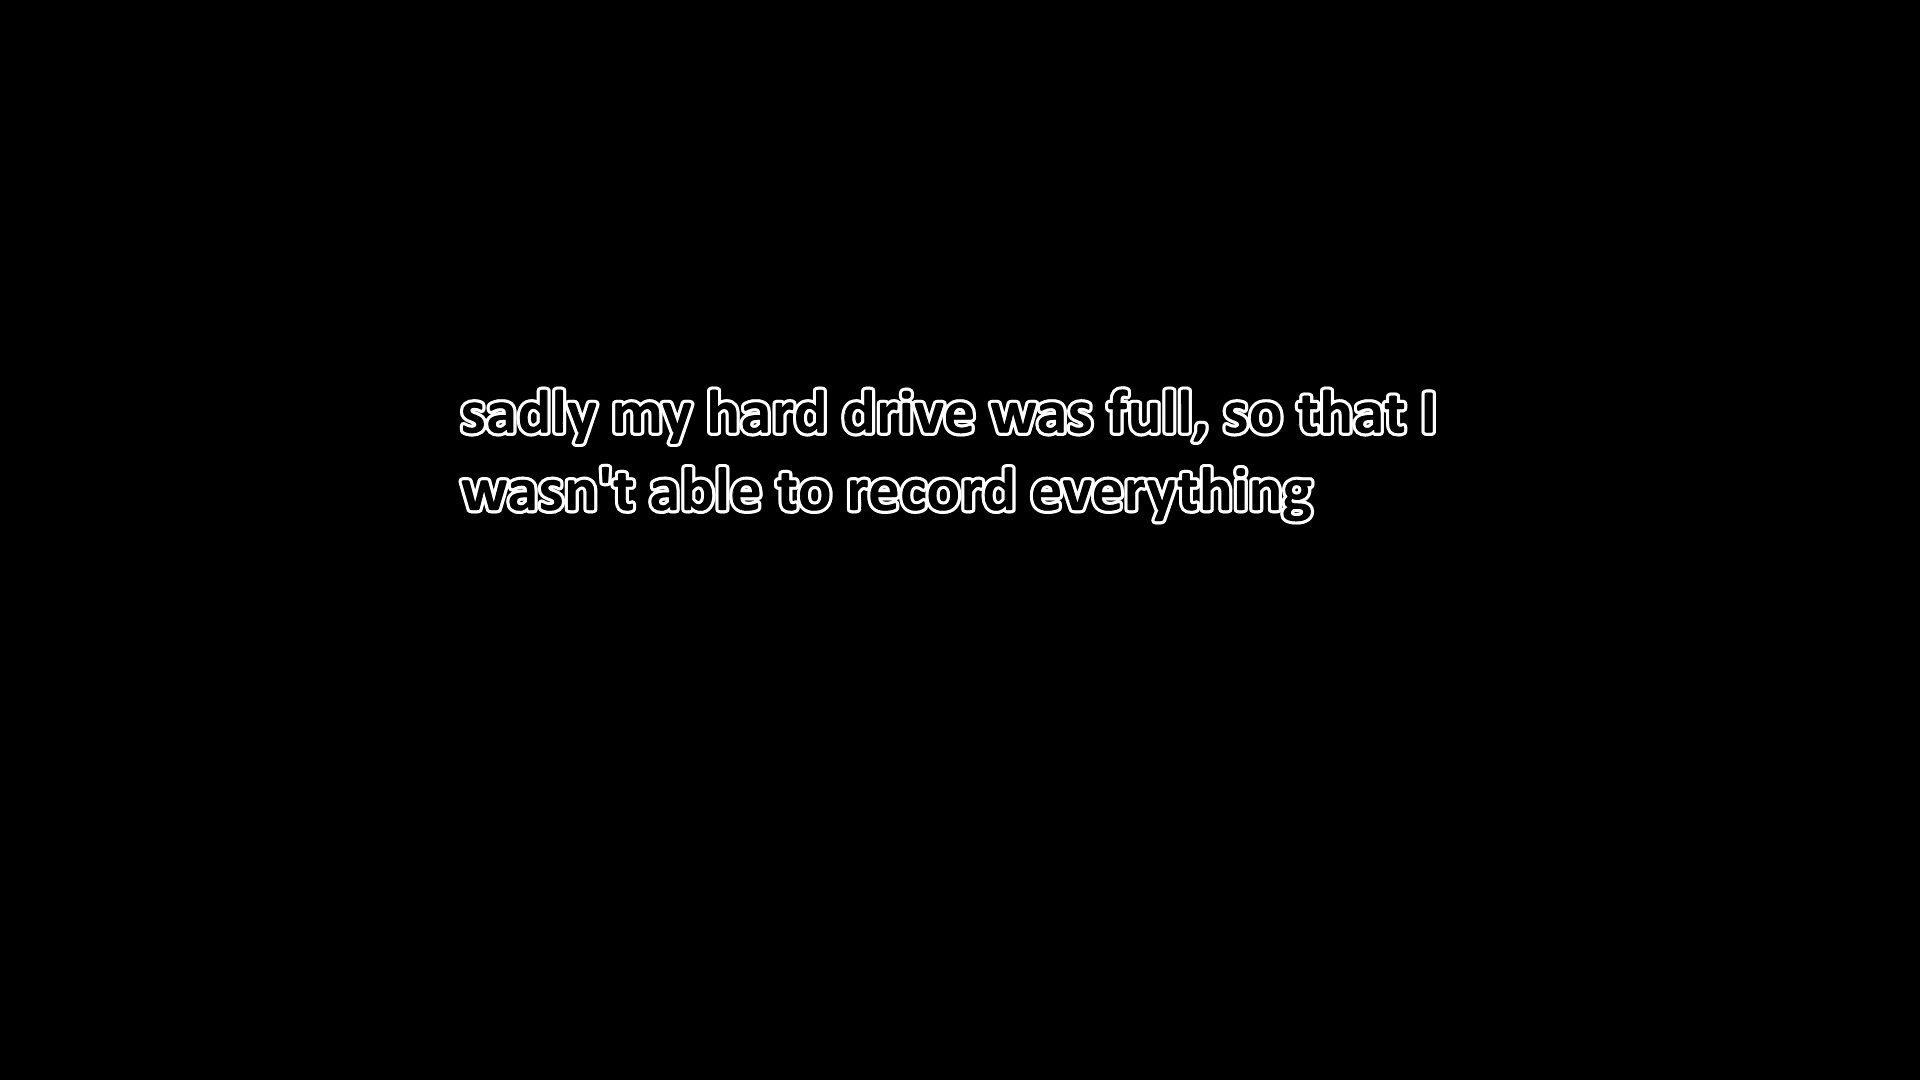 sadly my hard drive was full, so that I
wasn't able to record everything